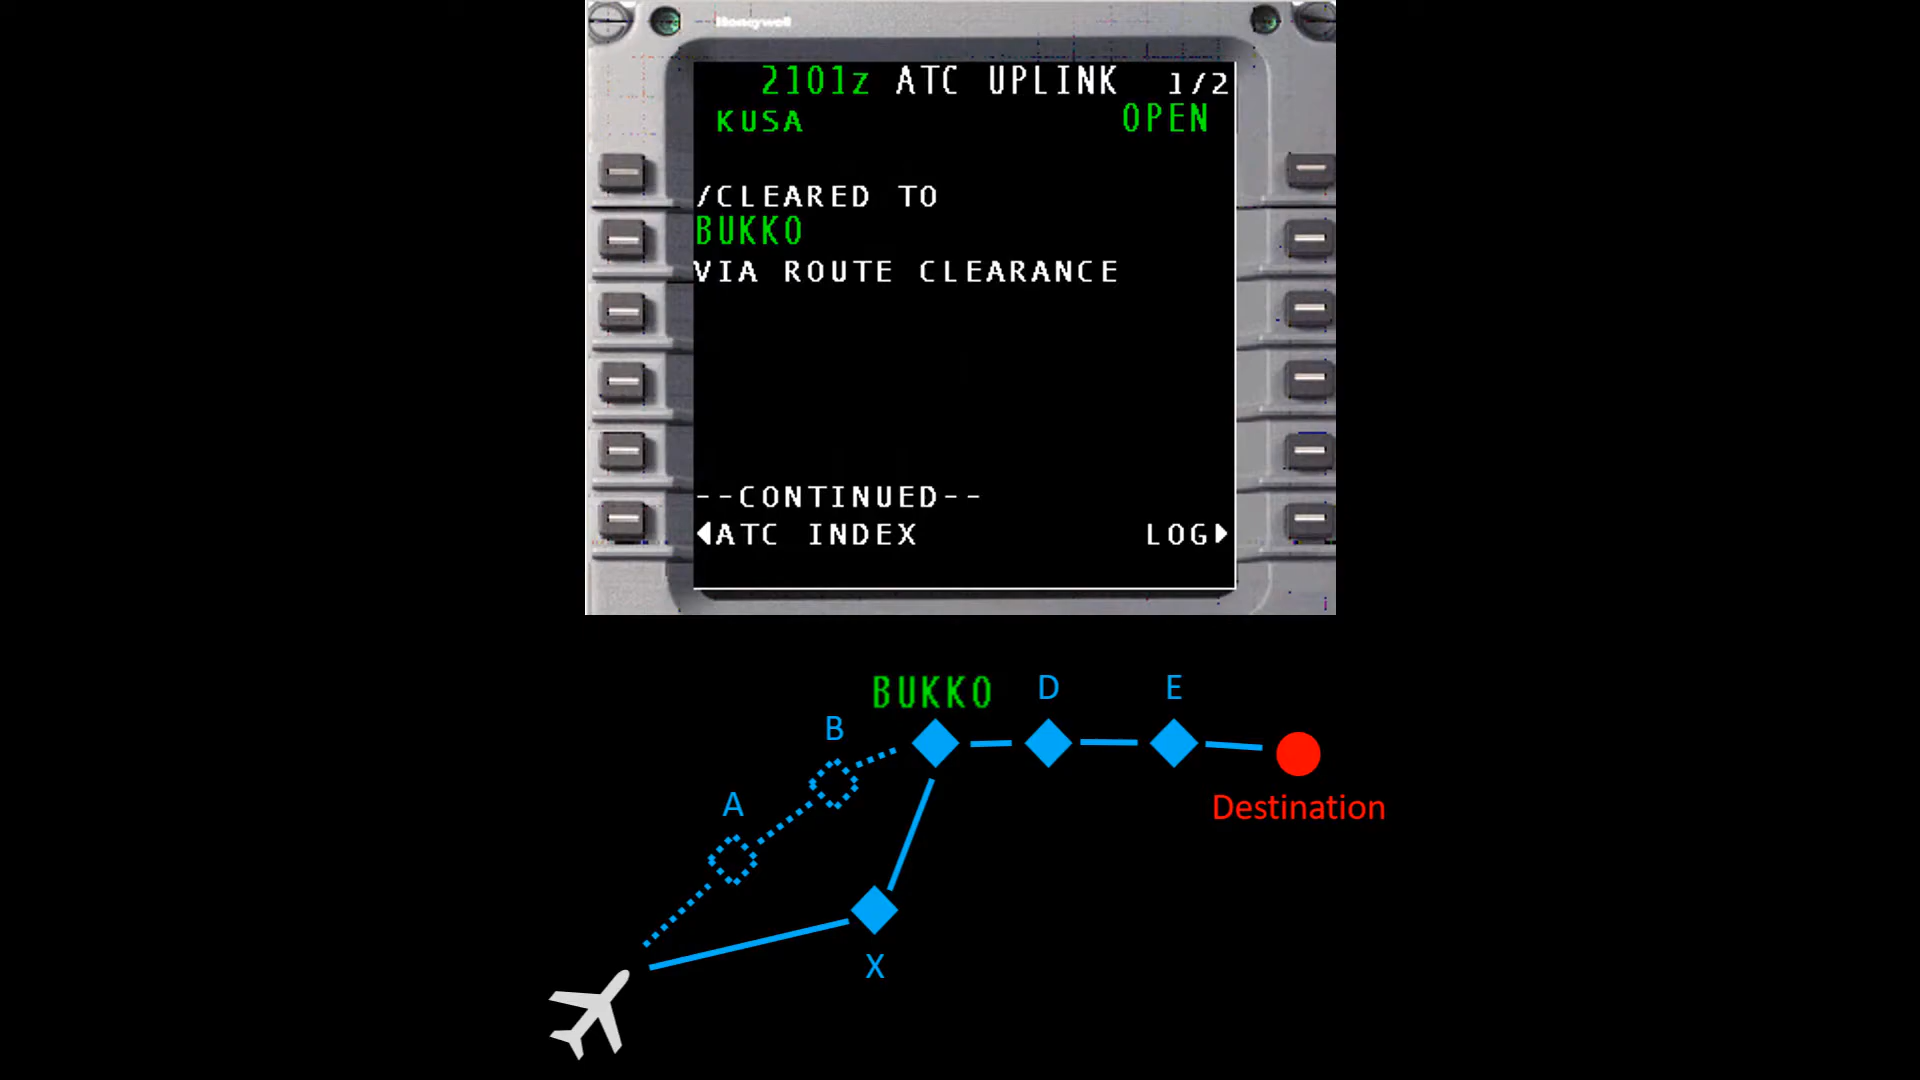 Honeywell
2101z ATC UPLINK 1/2
KUSA OPEN
/CLEARED TO
BUKKO
VIA ROUTE CLEARANCE
--CONTINUED--
◀ATC INDEX LOG▶
BUKKO D E
B
A
Destination
X